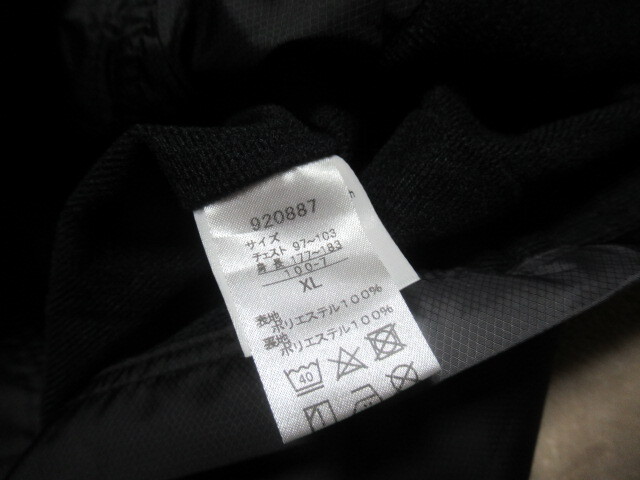 920887
サイズ
チェスト 97~103
身長 177~183
100-7
XL
表地
ポリエステル100%
裏地
ポリエステル100%
40